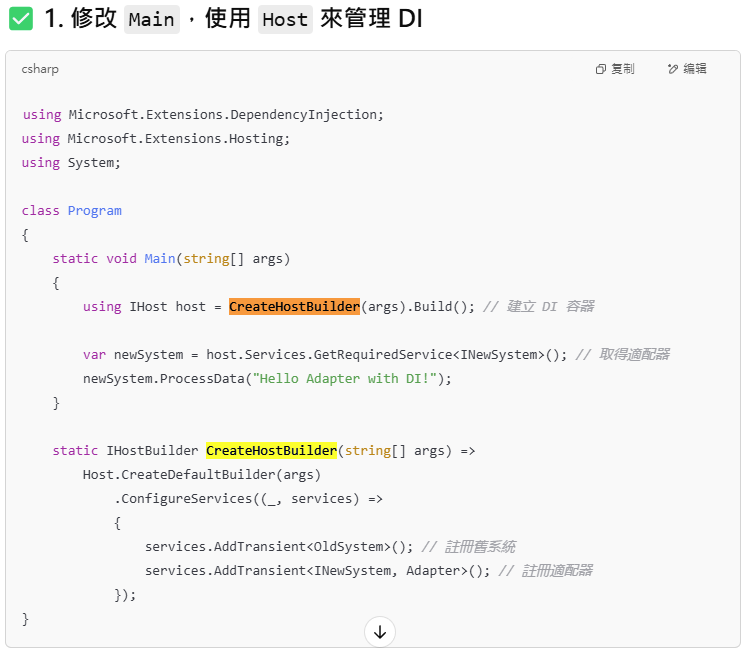 ✅ 1. 修改 Main，使用 Host 來管理 DI
csharp
复制 编辑
using Microsoft.Extensions.DependencyInjection;
using Microsoft.Extensions.Hosting;
using System;

class Program
{
    static void Main(string[] args)
    {
        using IHost host = CreateHostBuilder(args).Build(); // 建立 DI 容器

        var newSystem = host.Services.GetRequiredService<INewSystem>(); // 取得適配器
        newSystem.ProcessData("Hello Adapter with DI!");
    }

    static IHostBuilder CreateHostBuilder(string[] args) =>
        Host.CreateDefaultBuilder(args)
            .ConfigureServices((_, services) =>
            {
                services.AddTransient<OldSystem>(); // 註冊舊系統
                services.AddTransient<INewSystem, Adapter>(); // 註冊適配器
            });
}